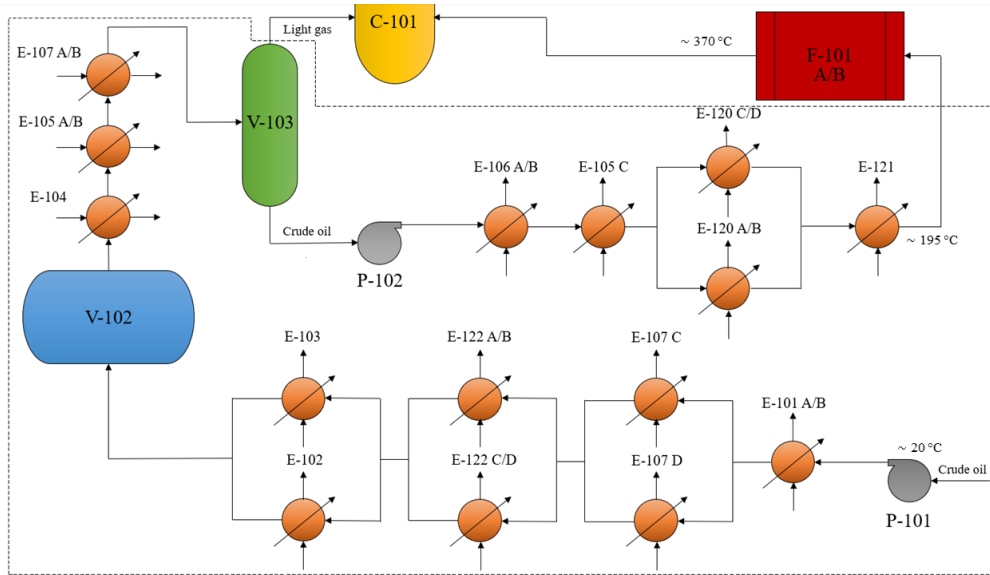 C-101
Light gas
~ 370 °C
F-101
A/B
E-107 A/B
E-105 A/B
V-103
E-120 C/D
E-106 A/B
E-105 C
E-121
E-104
Crude oil
E-120 A/B
~ 195 °C
P-102
V-102
E-103
E-122 A/B
E-107 C
E-101 A/B
~ 20 °C
E-102
E-122 C/D
E-107 D
Crude oil
P-101